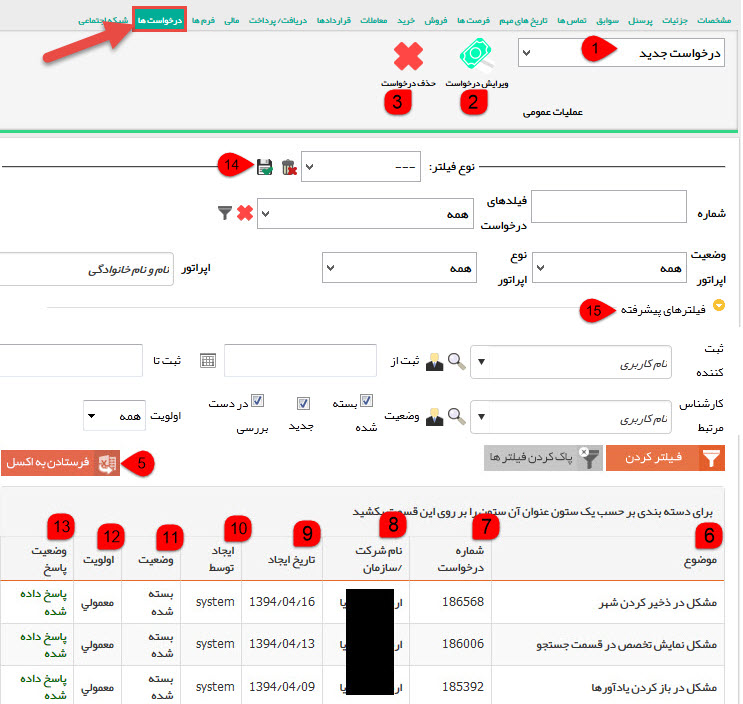 مشخصات جزئیات پرسنل سوابق تماس ها تاریخ های مهم فرصت ها فروش خرید معاملات قراردادها دریافت/ پرداخت مالی فرم ها درخواست ها شبکه اجتماعی
درخواست جدید 1
ویرایش درخواست حذف درخواست
2 3
عملیات عمومی
نوع فیلتر: --- 14
شماره فیلدهای درخواست همه
وضعیت اپراتور همه نوع اپراتور همه اپراتور نام و نام خانوادگی
فیلترهای پیشرفته 15
ثبت کننده نام کاربری ثبت از ثبت تا
کارشناس مرتبط نام کاربری وضعیت بسته شده جدید در دست بررسی اولویت همه
فیلتر کردن پاک کردن فیلتر ها 5 فرستادن به اکسل
برای دسته بندی بر حسب یک ستون عنوان آن ستون را بر روی این قسمت بکشید
6 7 8 9 10 11 12 13
موضوع شماره درخواست نام شرکت /سازمان تاریخ ایجاد ایجاد توسط وضعیت اولویت وضعیت پاسخ
مشکل در ذخیر کردن شهر 186568 1394/04/16 system بسته شده معمولي پاسخ داده شده
مشکل نمایش تخصص در قسمت جستجو 186006 1394/04/13 system بسته شده معمولي پاسخ داده شده
مشکل در باز کردن یادآورها 185392 1394/04/09 system بسته شده معمولي پاسخ داده شده